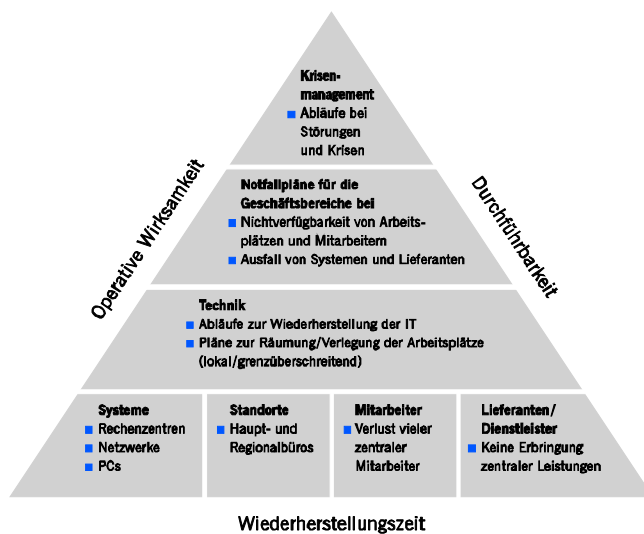 Krisen-
management
Abläufe bei
Störungen
und Krisen
Operative Wirksamkeit
Durchführbarkeit
Notfallpläne für die
Geschäftsbereiche bei
Nichtverfügbarkeit von Arbeits-
plätzen und Mitarbeitern
Ausfall von Systemen und Lieferanten
Technik
Abläufe zur Wiederherstellung der IT
Pläne zur Räumung/Verlegung der Arbeitsplätze
(lokal/grenzüberschreitend)
Systeme
Rechenzentren
Netzwerke
PCs
Standorte
Haupt- und
Regionalbüros
Mitarbeiter
Verlust vieler
zentraler
Mitarbeiter
Lieferanten/
Dienstleister
Keine Erbringung
zentraler Leistungen
Wiederherstellungszeit